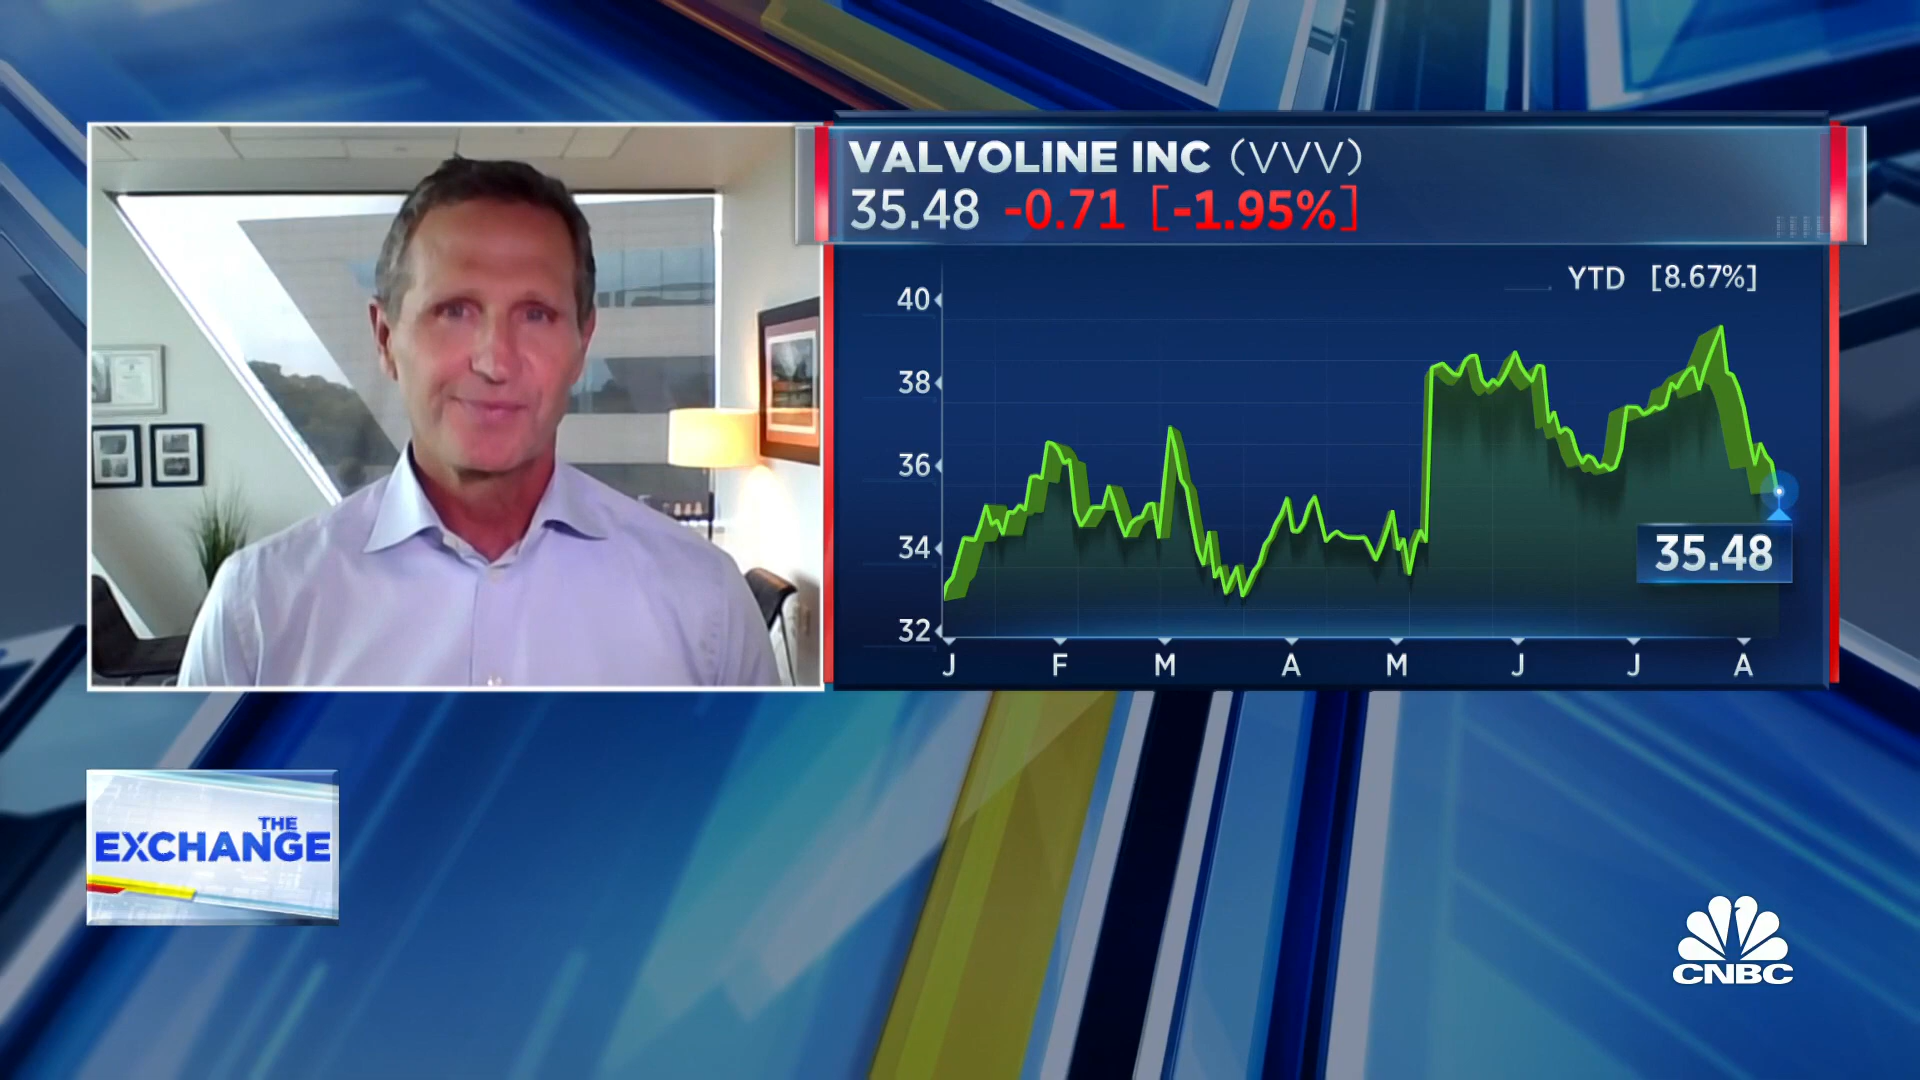 VALVOLINE INC (VVV)
35.48 -0.71 [-1.95%]
YTD [8.67%]
40
38
36
34
32
35.48
J F M A M J J A
THE
EXCHANGE
CNBC